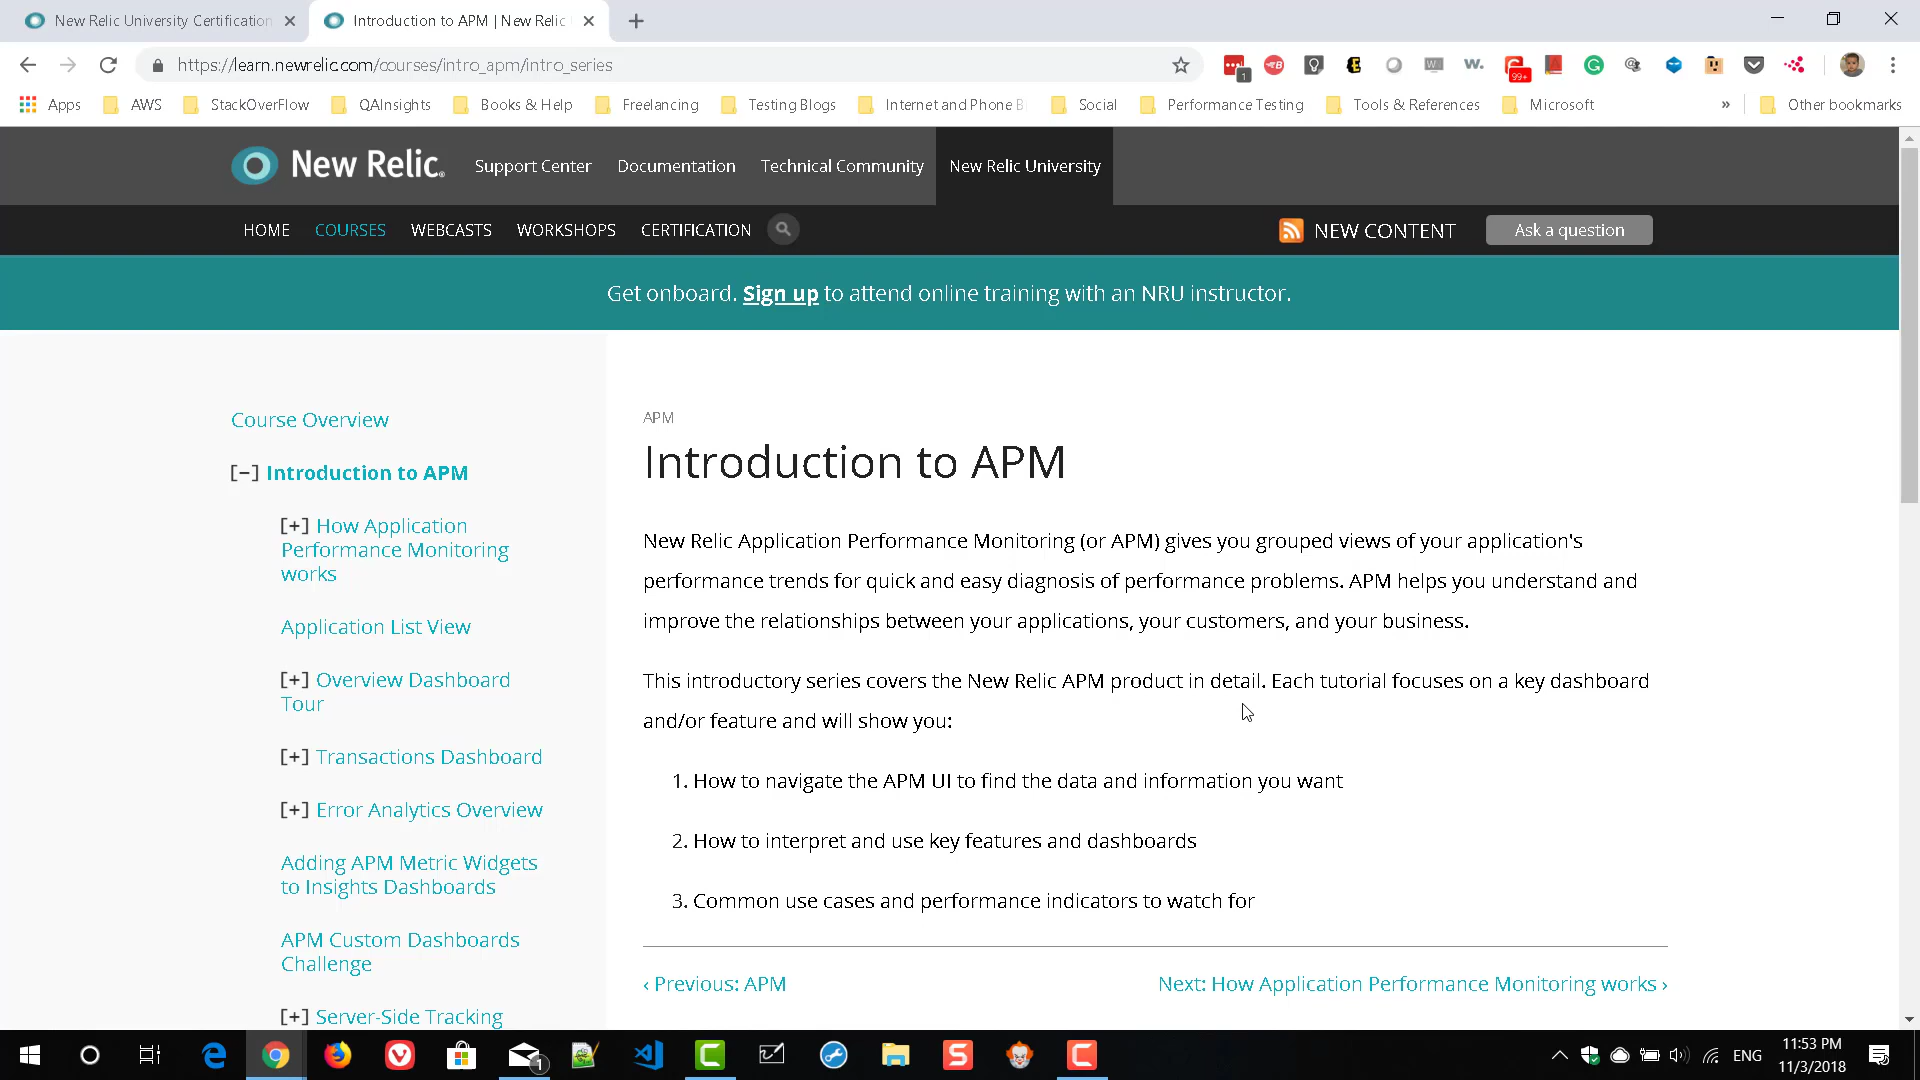 New Relic University Certification
Introduction to APM | New Relic
https://learn.newrelic.com/courses/intro_apm/intro_series
1
99+
Apps
AWS
StackOverFlow
QAInsights
Books & Help
Freelancing
Testing Blogs
Internet and Phone B
Social
Performance Testing
Tools & References
Microsoft
»
Other bookmarks
New Relic.
Support Center
Documentation
Technical Community
New Relic University
HOME
COURSES
WEBCASTS
WORKSHOPS
CERTIFICATION
NEW CONTENT
Ask a question
Get onboard. Sign up to attend online training with an NRU instructor.
Course Overview
[−] Introduction to APM
[+] How Application
Performance Monitoring
works
Application List View
[+] Overview Dashboard
Tour
[+] Transactions Dashboard
[+] Error Analytics Overview
Adding APM Metric Widgets
to Insights Dashboards
APM Custom Dashboards
Challenge
[+] Server-Side Tracking
APM
Introduction to APM
New Relic Application Performance Monitoring (or APM) gives you grouped views of your application's
performance trends for quick and easy diagnosis of performance problems. APM helps you understand and
improve the relationships between your applications, your customers, and your business.
This introductory series covers the New Relic APM product in detail. Each tutorial focuses on a key dashboard
and/or feature and will show you:
1. How to navigate the APM UI to find the data and information you want
2. How to interpret and use key features and dashboards
3. Common use cases and performance indicators to watch for
‹ Previous: APM
Next: How Application Performance Monitoring works ›
1
ENG
11:53 PM
11/3/2018